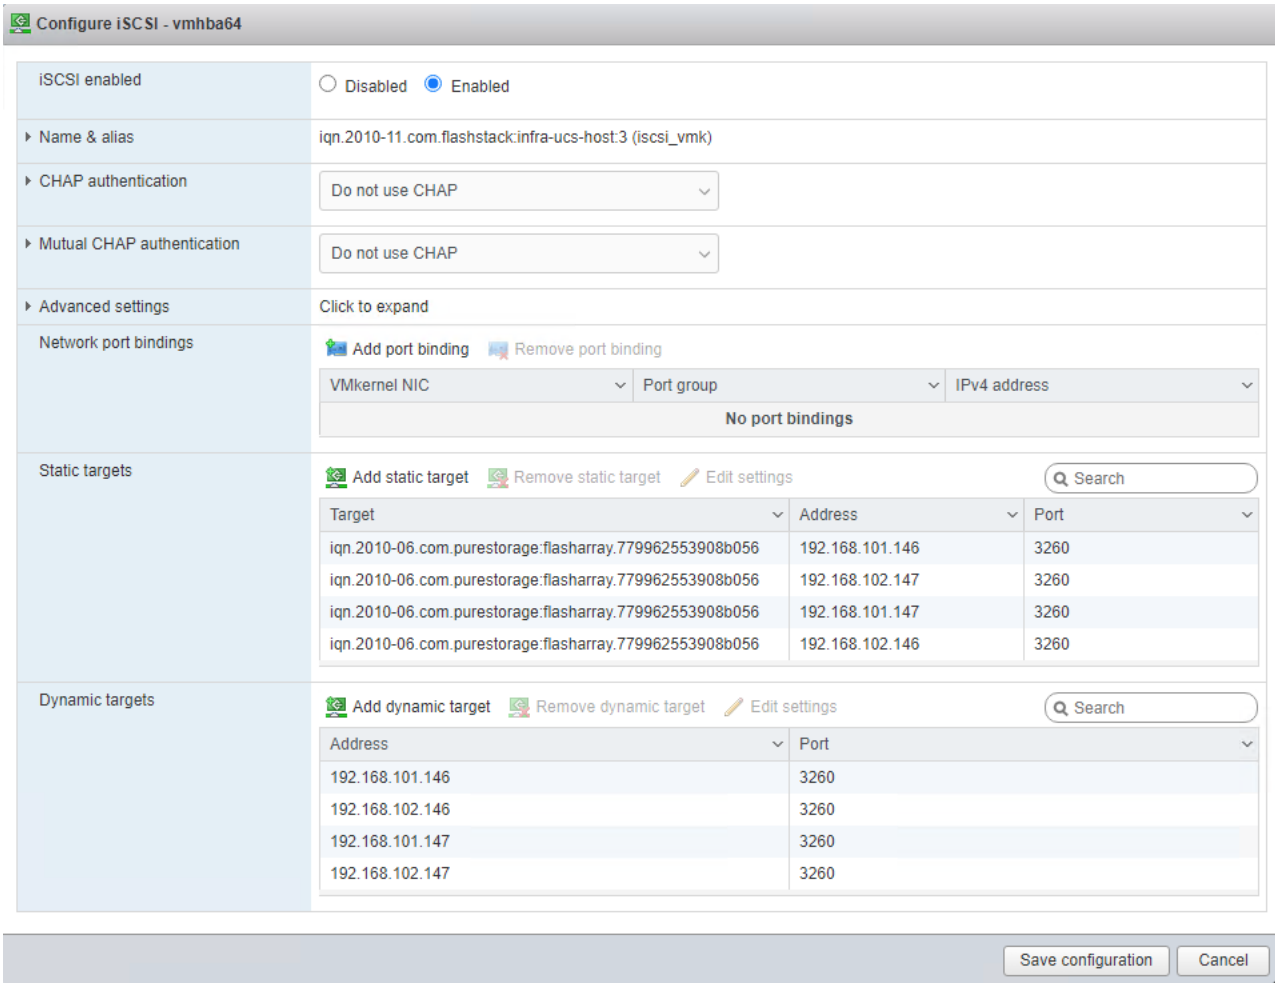 Configure iSCSI - vmhba64
iSCSI enabled
Disabled Enabled
Name & alias iqn.2010-11.com.flashstack:infra-ucs-host:3 (iscsi_vmk)
CHAP authentication Do not use CHAP
Mutual CHAP authentication Do not use CHAP
Advanced settings Click to expand
Network port bindings
Add port binding Remove port binding
VMkernel NIC Port group IPv4 address
No port bindings
Static targets
Add static target Remove static target Edit settings Search
Target Address Port
iqn.2010-06.com.purestorage:flasharray.779962553908b056 192.168.101.146 3260
iqn.2010-06.com.purestorage:flasharray.779962553908b056 192.168.102.147 3260
iqn.2010-06.com.purestorage:flasharray.779962553908b056 192.168.101.147 3260
iqn.2010-06.com.purestorage:flasharray.779962553908b056 192.168.102.146 3260
Dynamic targets
Add dynamic target Remove dynamic target Edit settings Search
Address Port
192.168.101.146 3260
192.168.102.146 3260
192.168.101.147 3260
192.168.102.147 3260
Save configuration Cancel